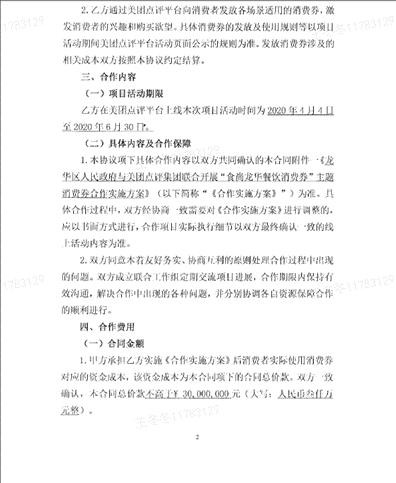 2.乙方通过美团点评平台向消费者发放各场景适用的消费券，激
发消费者的兴趣和购买欲望。具体消费券的发放及使用规则等以项目
活动期间美团点评平台活动页面公示的规则为准。发放消费券涉及的
相关成本双方按照本协议约定结算。
三、合作内容
（一）项目活动期限
乙方在美团点评平台上线本次项目活动时间为 2020 年 4 月 4 日
至 2020 年 6 月 30 日。
（二）具体内容及合作保障
1.本协议项下具体合作内容以双方共同确认的本合同附件一《龙
华区人民政府与美团点评集团联合开展“食尚龙华餐饮消费券”主题
消费券合作实施方案》（以下简称“《合作实施方案》”）为准。具
体合作过程中，双方经协商一致需要对《合作实施方案》进行调整的，
应以书面方式进行，合作项目实际执行细节以双方最终确认一致的线
上活动内容为准。
2.双方同意本着友好务实、协商互利的原则处理合作过程中出现
的问题。双方成立联合工作组定期交流项目进展，合作期限内保持有
效沟通，解决合作中出现的各种问题，并分别协调各自资源保障合作
的顺利进行。
四、合作费用
（一）合同金额
1.甲方承担乙方实施《合作实施方案》后消费者实际使用消费券
对应的资金成本，该资金成本为本合同项下的合同总价款。双方一致
确认，本合同总价款不高于¥ 30,000,000 元（大写：人民币叁仟万
元整）。
2